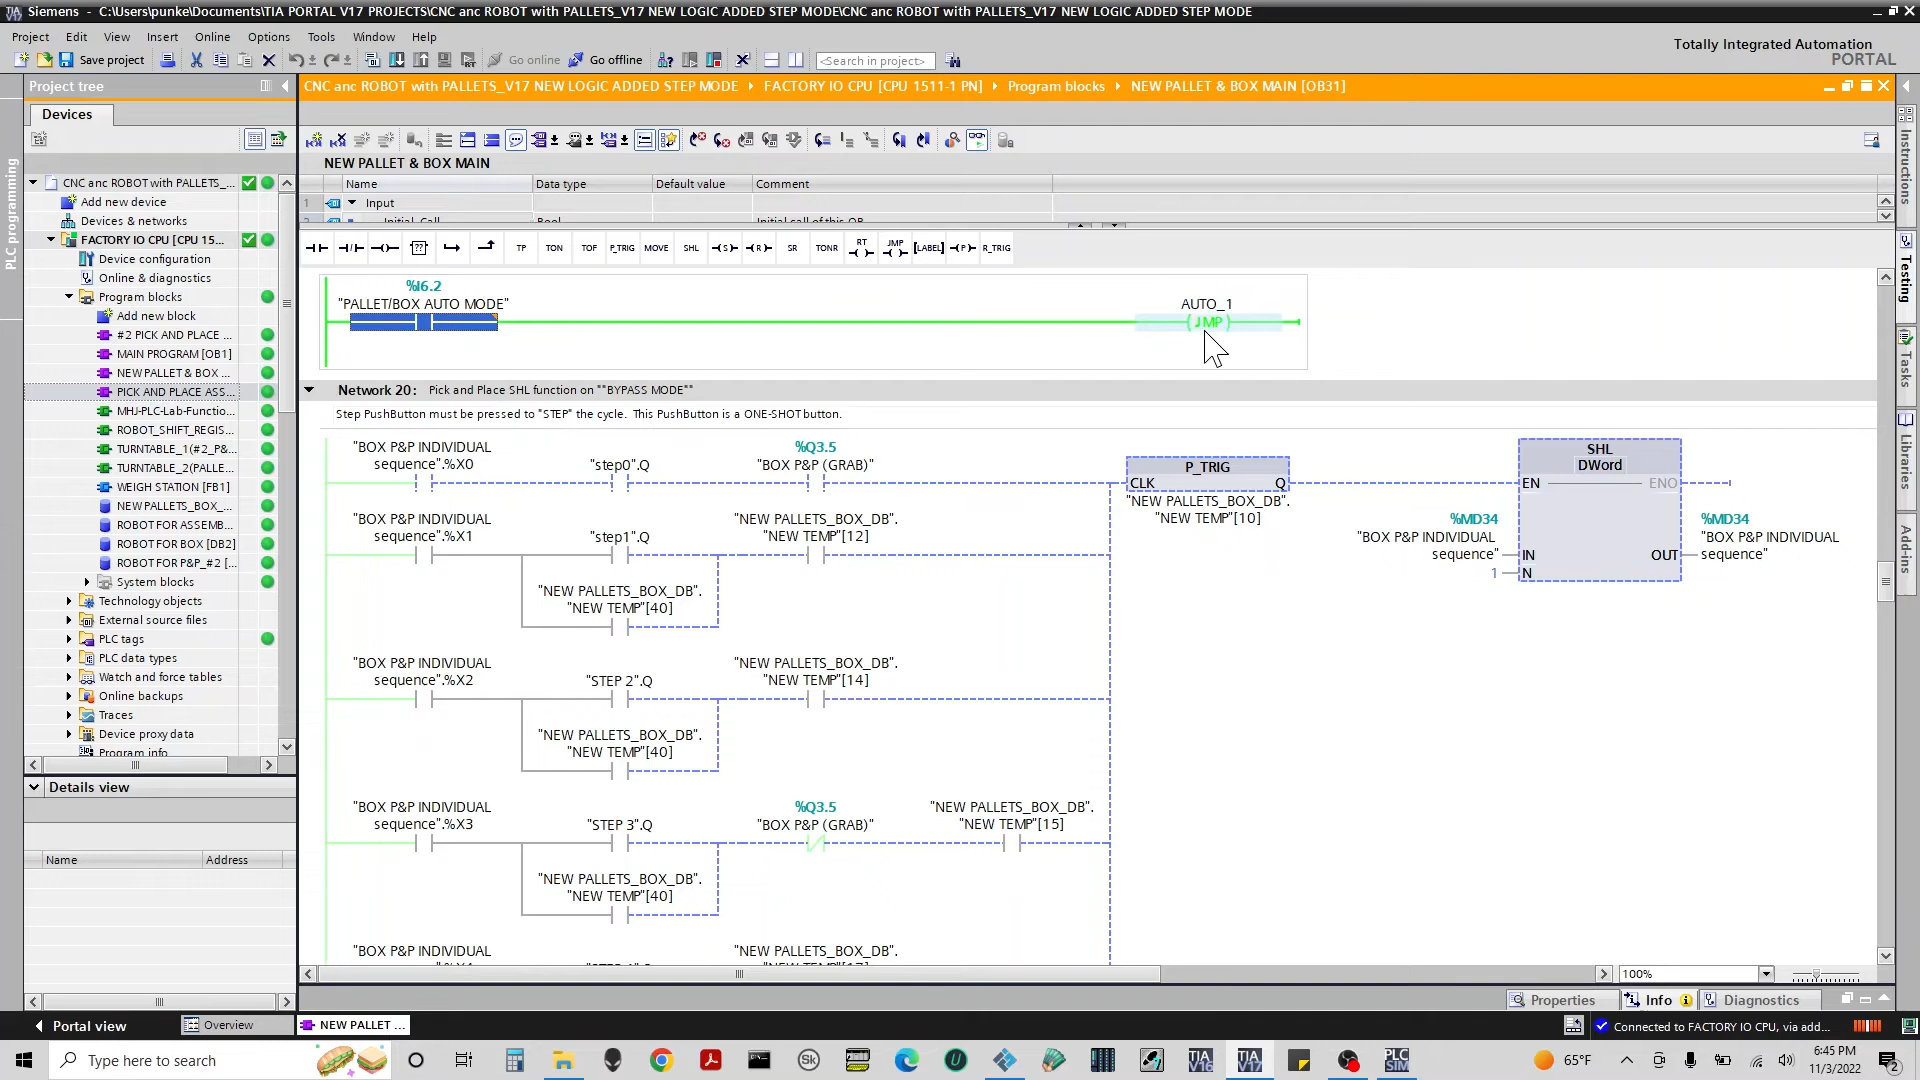 Siemens - C:\Users\punke\Documents\TIA PORTAL V17 PROJECTS\CNC anc ROBOT with PALLETS_V17 NEW LOGIC ADDED STEP MODE\CNC anc ROBOT with PALLETS_V17 NEW LOGIC ADDED STEP MODE
Project Edit View Insert Online Options Tools Window Help
Totally Integrated Automation
PORTAL
Save project Go online Go offline <Search in project>
Project tree
CNC anc ROBOT with PALLETS_V17 NEW LOGIC ADDED STEP MODE FACTORY IO CPU [CPU 1511-1 PN] Program blocks NEW PALLET & BOX MAIN [OB31]
Devices
PLC programming
CNC anc ROBOT with PALLETS_...
Add new device
Devices & networks
FACTORY IO CPU [CPU 15...
Device configuration
Online & diagnostics
Program blocks
Add new block
#2 PICK AND PLACE ...
MAIN PROGRAM [OB1]
NEW PALLET & BOX ...
PICK AND PLACE ASS...
MHJ-PLC-Lab-Functio...
ROBOT_SHIFT_REGIS...
TURNTABLE_1(#2_P&...
TURNTABLE_2(PALLE...
WEIGH STATION [FB1]
NEW PALLETS_BOX_...
ROBOT FOR ASSEMB...
ROBOT FOR BOX [DB2]
ROBOT FOR P&P_#2 [...
System blocks
Technology objects
External source files
PLC tags
PLC data types
Watch and force tables
Online backups
Traces
Device proxy data
Program info
Details view
Name Address
NEW PALLET & BOX MAIN
Name Data type Default value Comment
1 Input
2 Initial_Call Bool Initial call of this OB
?? TP TON TOF P_TRIG MOVE SHL (S) (R) SR TONR RT JMP [LABEL] (P) R_TRIG
%I6.2
"PALLET/BOX AUTO MODE" AUTO_1
(JMP)
Network 20: Pick and Place SHL function on **BYPASS MODE**
Step PushButton must be pressed to "STEP" the cycle. This PushButton is a ONE-SHOT button.
"BOX P&P INDIVIDUAL sequence".%X0
"step0".Q
%Q3.5
"BOX P&P (GRAB)"
P_TRIG
CLK Q
"NEW PALLETS_BOX_DB".
"NEW TEMP"[10]
SHL
DWord
EN ENO
%MD34
"BOX P&P INDIVIDUAL sequence"
IN OUT
1 N
%MD34
"BOX P&P INDIVIDUAL sequence"
"BOX P&P INDIVIDUAL sequence".%X1
"step1".Q
"NEW PALLETS_BOX_DB".
"NEW TEMP"[12]
"NEW PALLETS_BOX_DB".
"NEW TEMP"[40]
"BOX P&P INDIVIDUAL sequence".%X2
"STEP 2".Q
"NEW PALLETS_BOX_DB".
"NEW TEMP"[14]
"NEW PALLETS_BOX_DB".
"NEW TEMP"[40]
"BOX P&P INDIVIDUAL sequence".%X3
"STEP 3".Q
%Q3.5
"BOX P&P (GRAB)"
"NEW PALLETS_BOX_DB".
"NEW TEMP"[15]
"NEW PALLETS_BOX_DB".
"NEW TEMP"[40]
"BOX P&P INDIVIDUAL
"NEW PALLETS_BOX_DB".
100%
Properties Info Diagnostics
Instructions
Testing
Tasks
Libraries
Add-ins
Portal view Overview NEW PALLET ... Connected to FACTORY IO CPU, via add...
Type here to search
TIA V16
TIA V17
PLC SIM
65°F
6:45 PM
11/3/2022
2